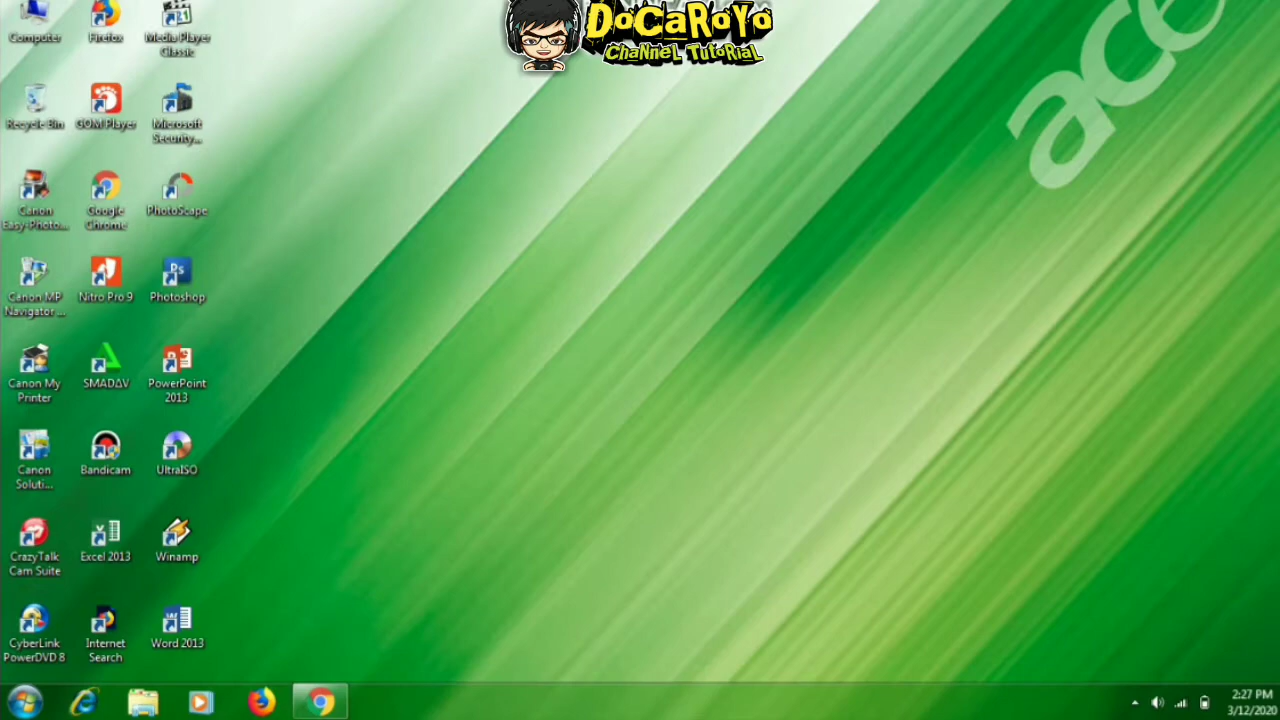 DoCaRoYo
ChaNNeL TuToRiaL
acer
Computer
Firefox
Media Player
Classic
Recycle Bin
GOM Player
Microsoft
Security...
Canon
Easy-Photo...
Google
Chrome
PhotoScape
Canon MP
Navigator ...
Nitro Pro 9
Photoshop
Canon My
Printer
SMADΔV
PowerPoint
2013
Canon
Soluti...
Bandicam
UltraISO
CrazyTalk
Cam Suite
Excel 2013
Winamp
CyberLink
PowerDVD 8
Internet
Search
Word 2013
2:27 PM
3/12/2020